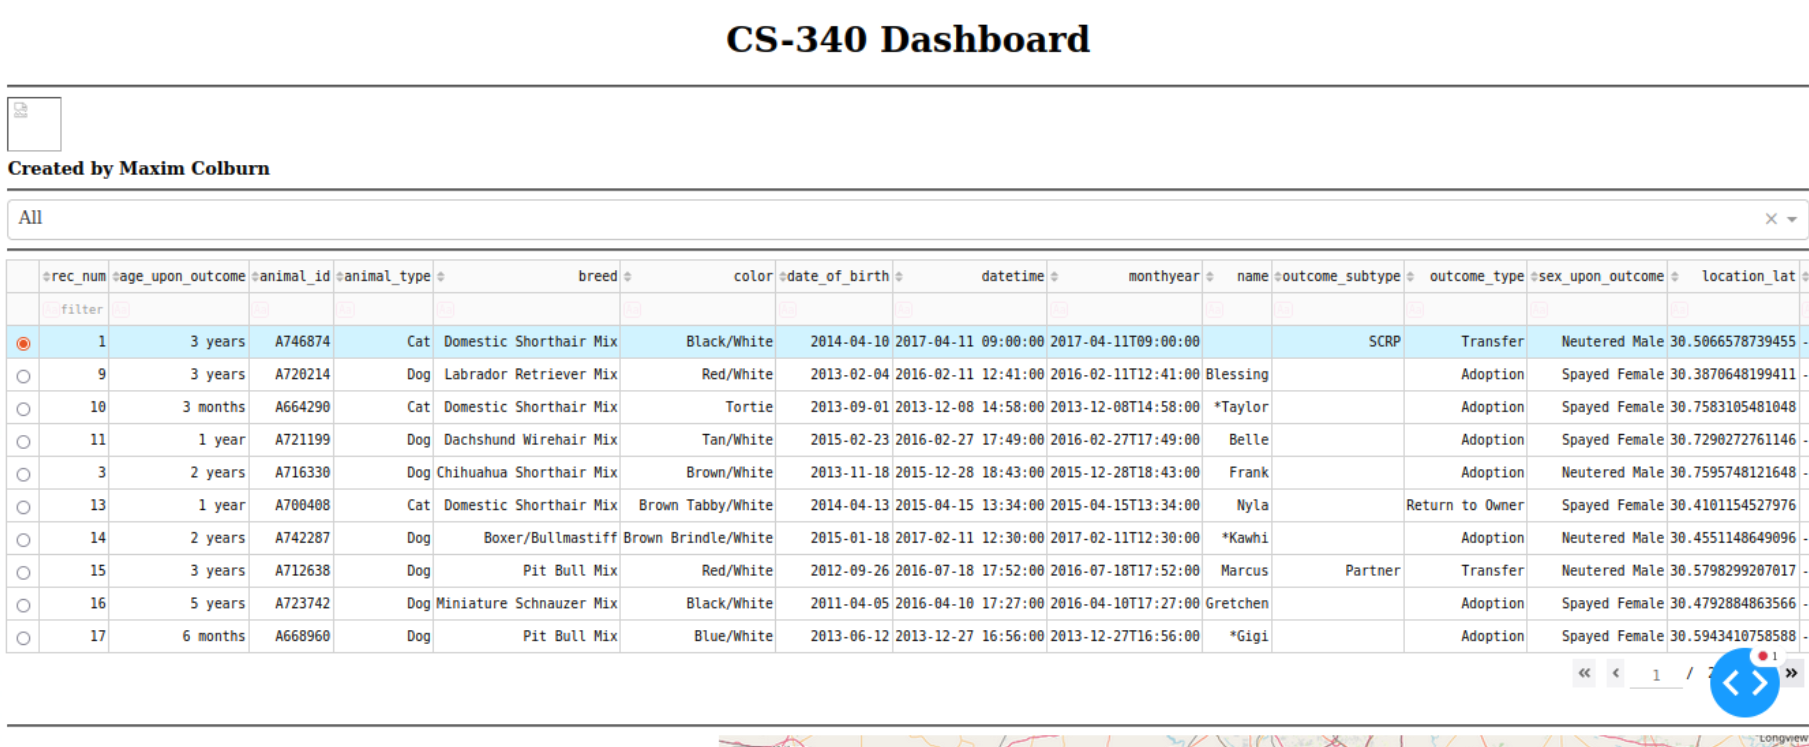 CS-340 Dashboard
Created by Maxim Colburn
All
rec_num age_upon_outcome animal_id animal_type breed color date_of_birth datetime monthyear name outcome_subtype outcome_type sex_upon_outcome location_lat
filter
1 3 years A746874 Cat Domestic Shorthair Mix Black/White 2014-04-10 2017-04-11 09:00:00 2017-04-11T09:00:00 SCRP Transfer Neutered Male 30.5066578739455 -
9 3 years A720214 Dog Labrador Retriever Mix Red/White 2013-02-04 2016-02-11 12:41:00 2016-02-11T12:41:00 Blessing Adoption Spayed Female 30.3870648199411 -
10 3 months A664290 Cat Domestic Shorthair Mix Tortie 2013-09-01 2013-12-08 14:58:00 2013-12-08T14:58:00 *Taylor Adoption Spayed Female 30.7583105481048
11 1 year A721199 Dog Dachshund Wirehair Mix Tan/White 2015-02-23 2016-02-27 17:49:00 2016-02-27T17:49:00 Belle Adoption Spayed Female 30.7290272761146 -
3 2 years A716330 Dog Chihuahua Shorthair Mix Brown/White 2013-11-18 2015-12-28 18:43:00 2015-12-28T18:43:00 Frank Adoption Neutered Male 30.7595748121648 -
13 1 year A700408 Cat Domestic Shorthair Mix Brown Tabby/White 2014-04-13 2015-04-15 13:34:00 2015-04-15T13:34:00 Nyla Return to Owner Spayed Female 30.4101154527976
14 2 years A742287 Dog Boxer/Bullmastiff Brown Brindle/White 2015-01-18 2017-02-11 12:30:00 2017-02-11T12:30:00 *Kawhi Adoption Neutered Male 30.4551148649096 -
15 3 years A712638 Dog Pit Bull Mix Red/White 2012-09-26 2016-07-18 17:52:00 2016-07-18T17:52:00 Marcus Partner Transfer Neutered Male 30.5798299207017 -
16 5 years A723742 Dog Miniature Schnauzer Mix Black/White 2011-04-05 2016-04-10 17:27:00 2016-04-10T17:27:00 Gretchen Adoption Spayed Female 30.4792884863566 -
17 6 months A668960 Dog Pit Bull Mix Blue/White 2013-06-12 2013-12-27 16:56:00 2013-12-27T16:56:00 *Gigi Adoption Spayed Female 30.5943410758588 -
1
« ‹ 1 / »
Longview